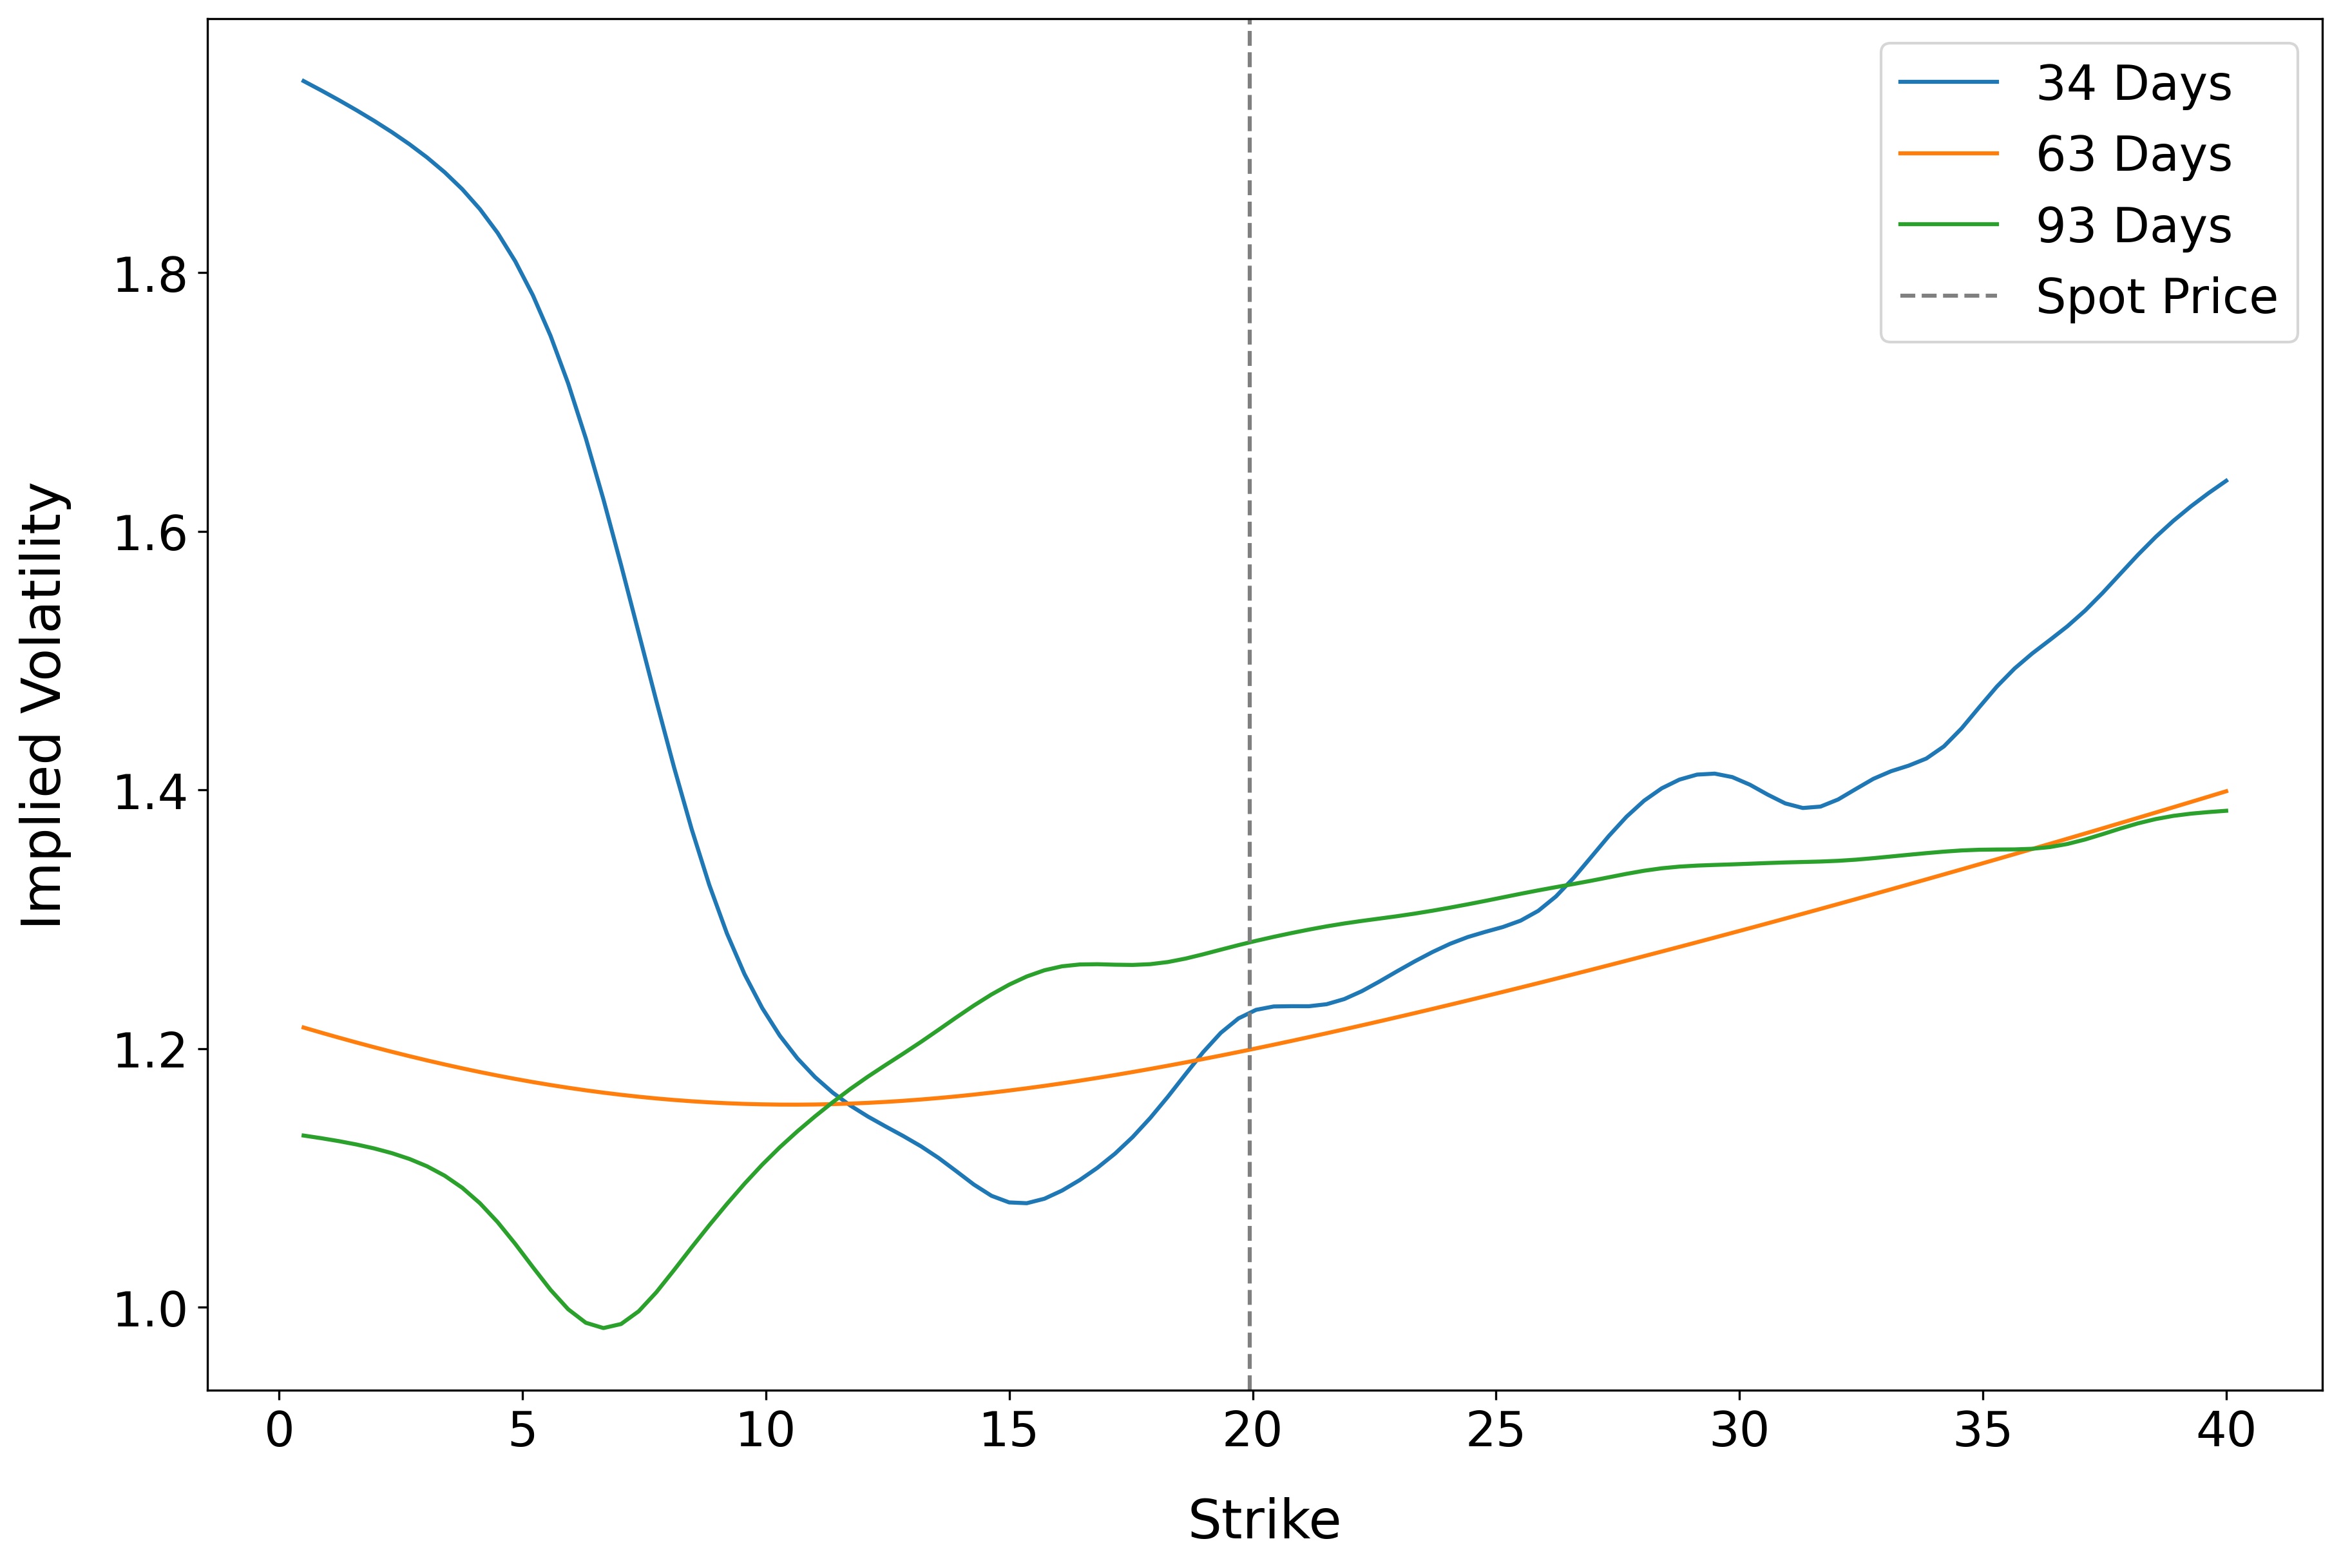 34 Days
63 Days
93 Days
Spot Price
Implied Volatility
1.8
1.6
1.4
1.2
1.0
0 5 10 15 20 25 30 35 40
Strike